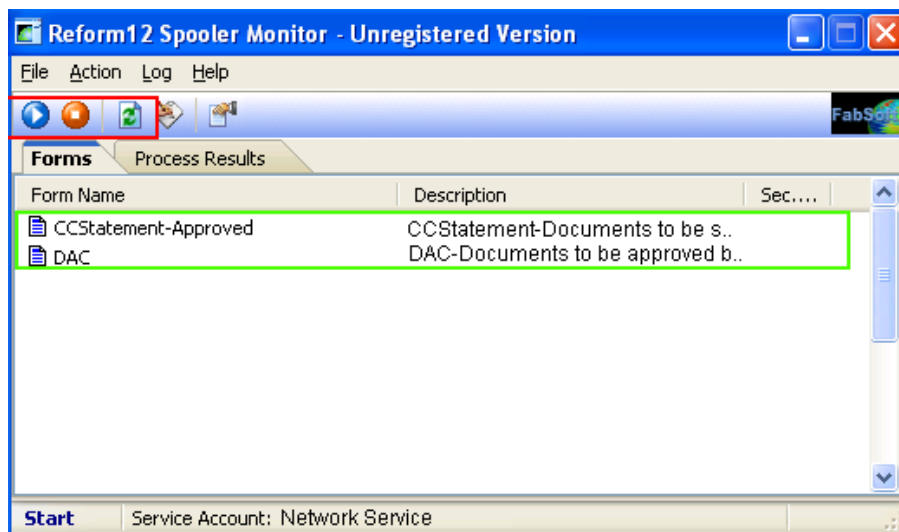 Reform12 Spooler Monitor - Unregistered Version
File Action Log Help
FabSoft
Forms Process Results
Form Name Description Sec....
CCStatement-Approved CCStatement-Documents to be s..
DAC DAC-Documents to be approved b..
Start Service Account: Network Service